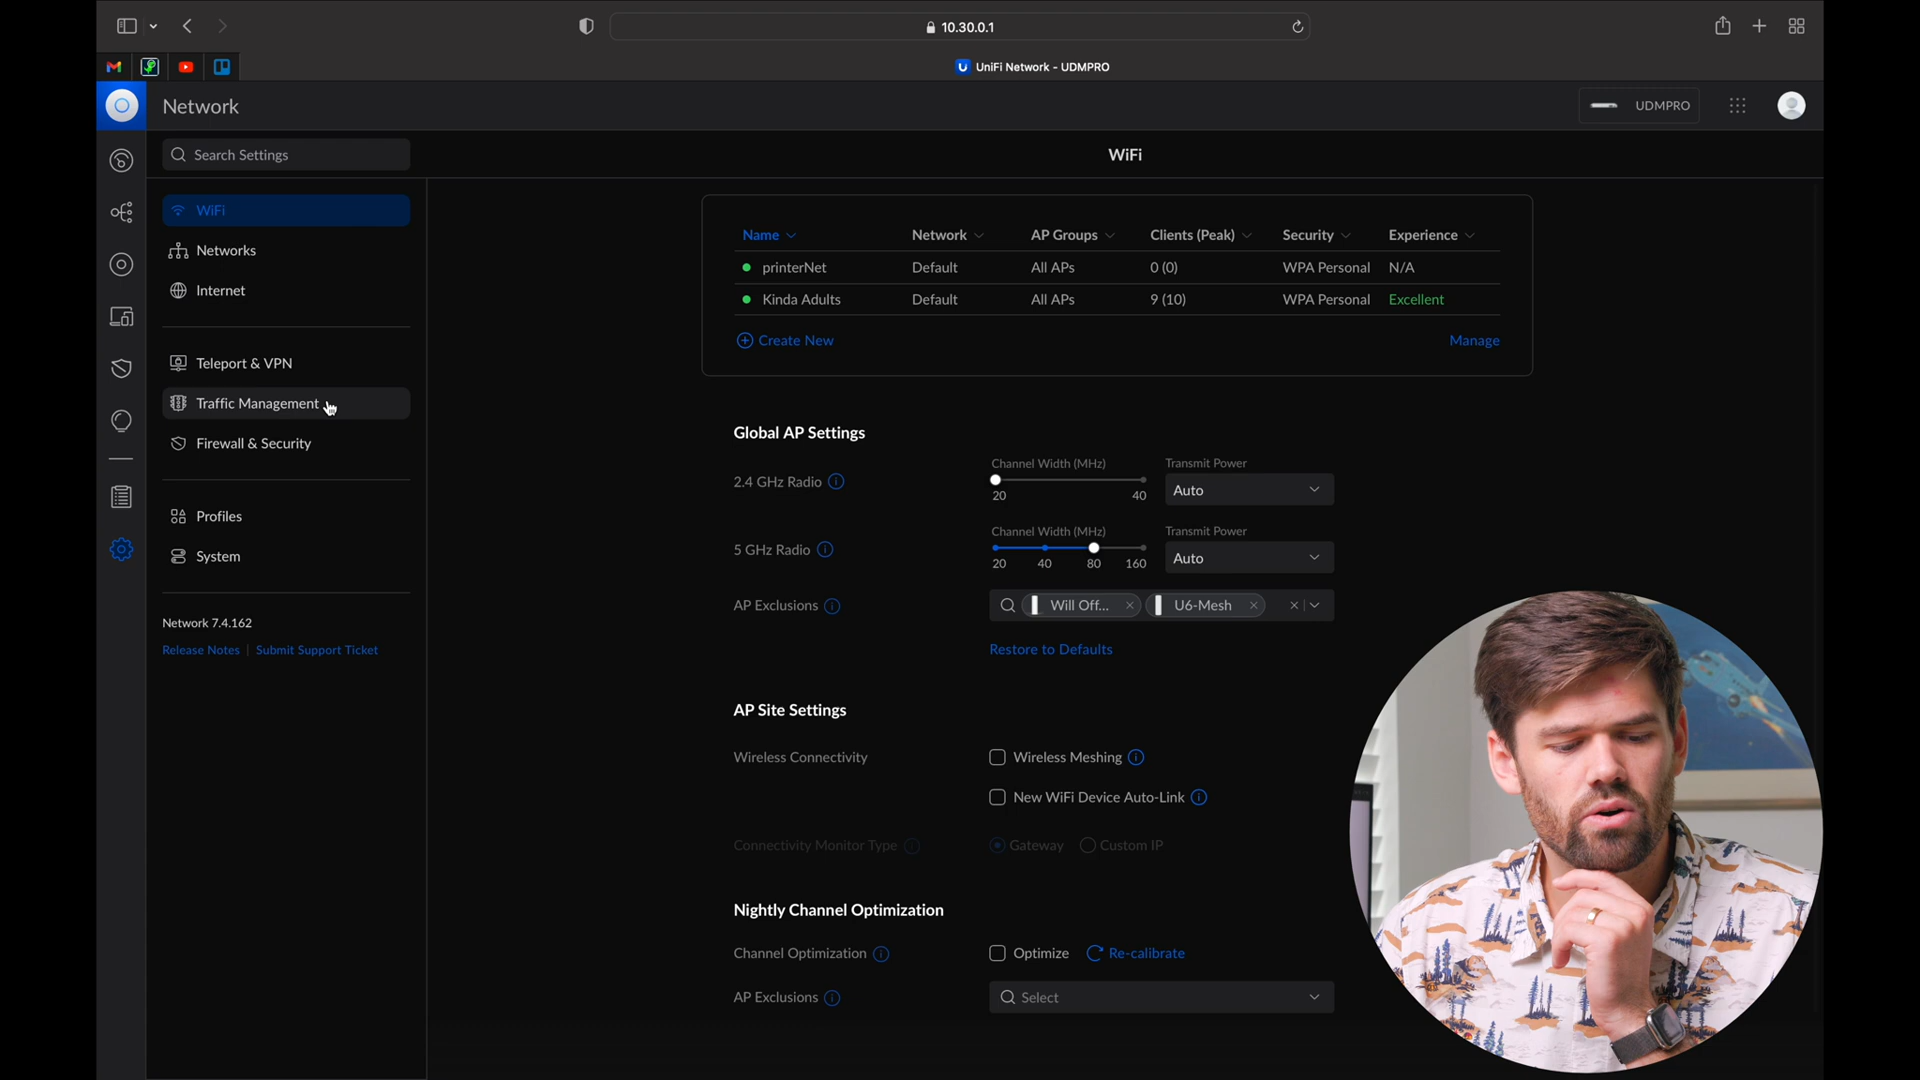 10.30.0.1
UniFi Network - UDMPRO
Network
UDMPRO
Search Settings
WiFi
WiFi
Networks
Internet
Teleport & VPN
Traffic Management
Firewall & Security
Profiles
System
Network 7.4.162
Release Notes | Submit Support Ticket
Name Network AP Groups Clients (Peak) Security Experience
printerNet Default All APs 0 (0) WPA Personal N/A
Kinda Adults Default All APs 9 (10) WPA Personal Excellent
Create New Manage
Global AP Settings
Channel Width (MHz) Transmit Power
2.4 GHz Radio Auto
20 40
Channel Width (MHz) Transmit Power
5 GHz Radio Auto
20 40 80 160
AP Exclusions Will Off... U6-Mesh
Restore to Defaults
AP Site Settings
Wireless Connectivity Wireless Meshing
New WiFi Device Auto-Link
Connectivity Monitor Type Gateway Custom IP
Nightly Channel Optimization
Channel Optimization Optimize Re-calibrate
AP Exclusions Select